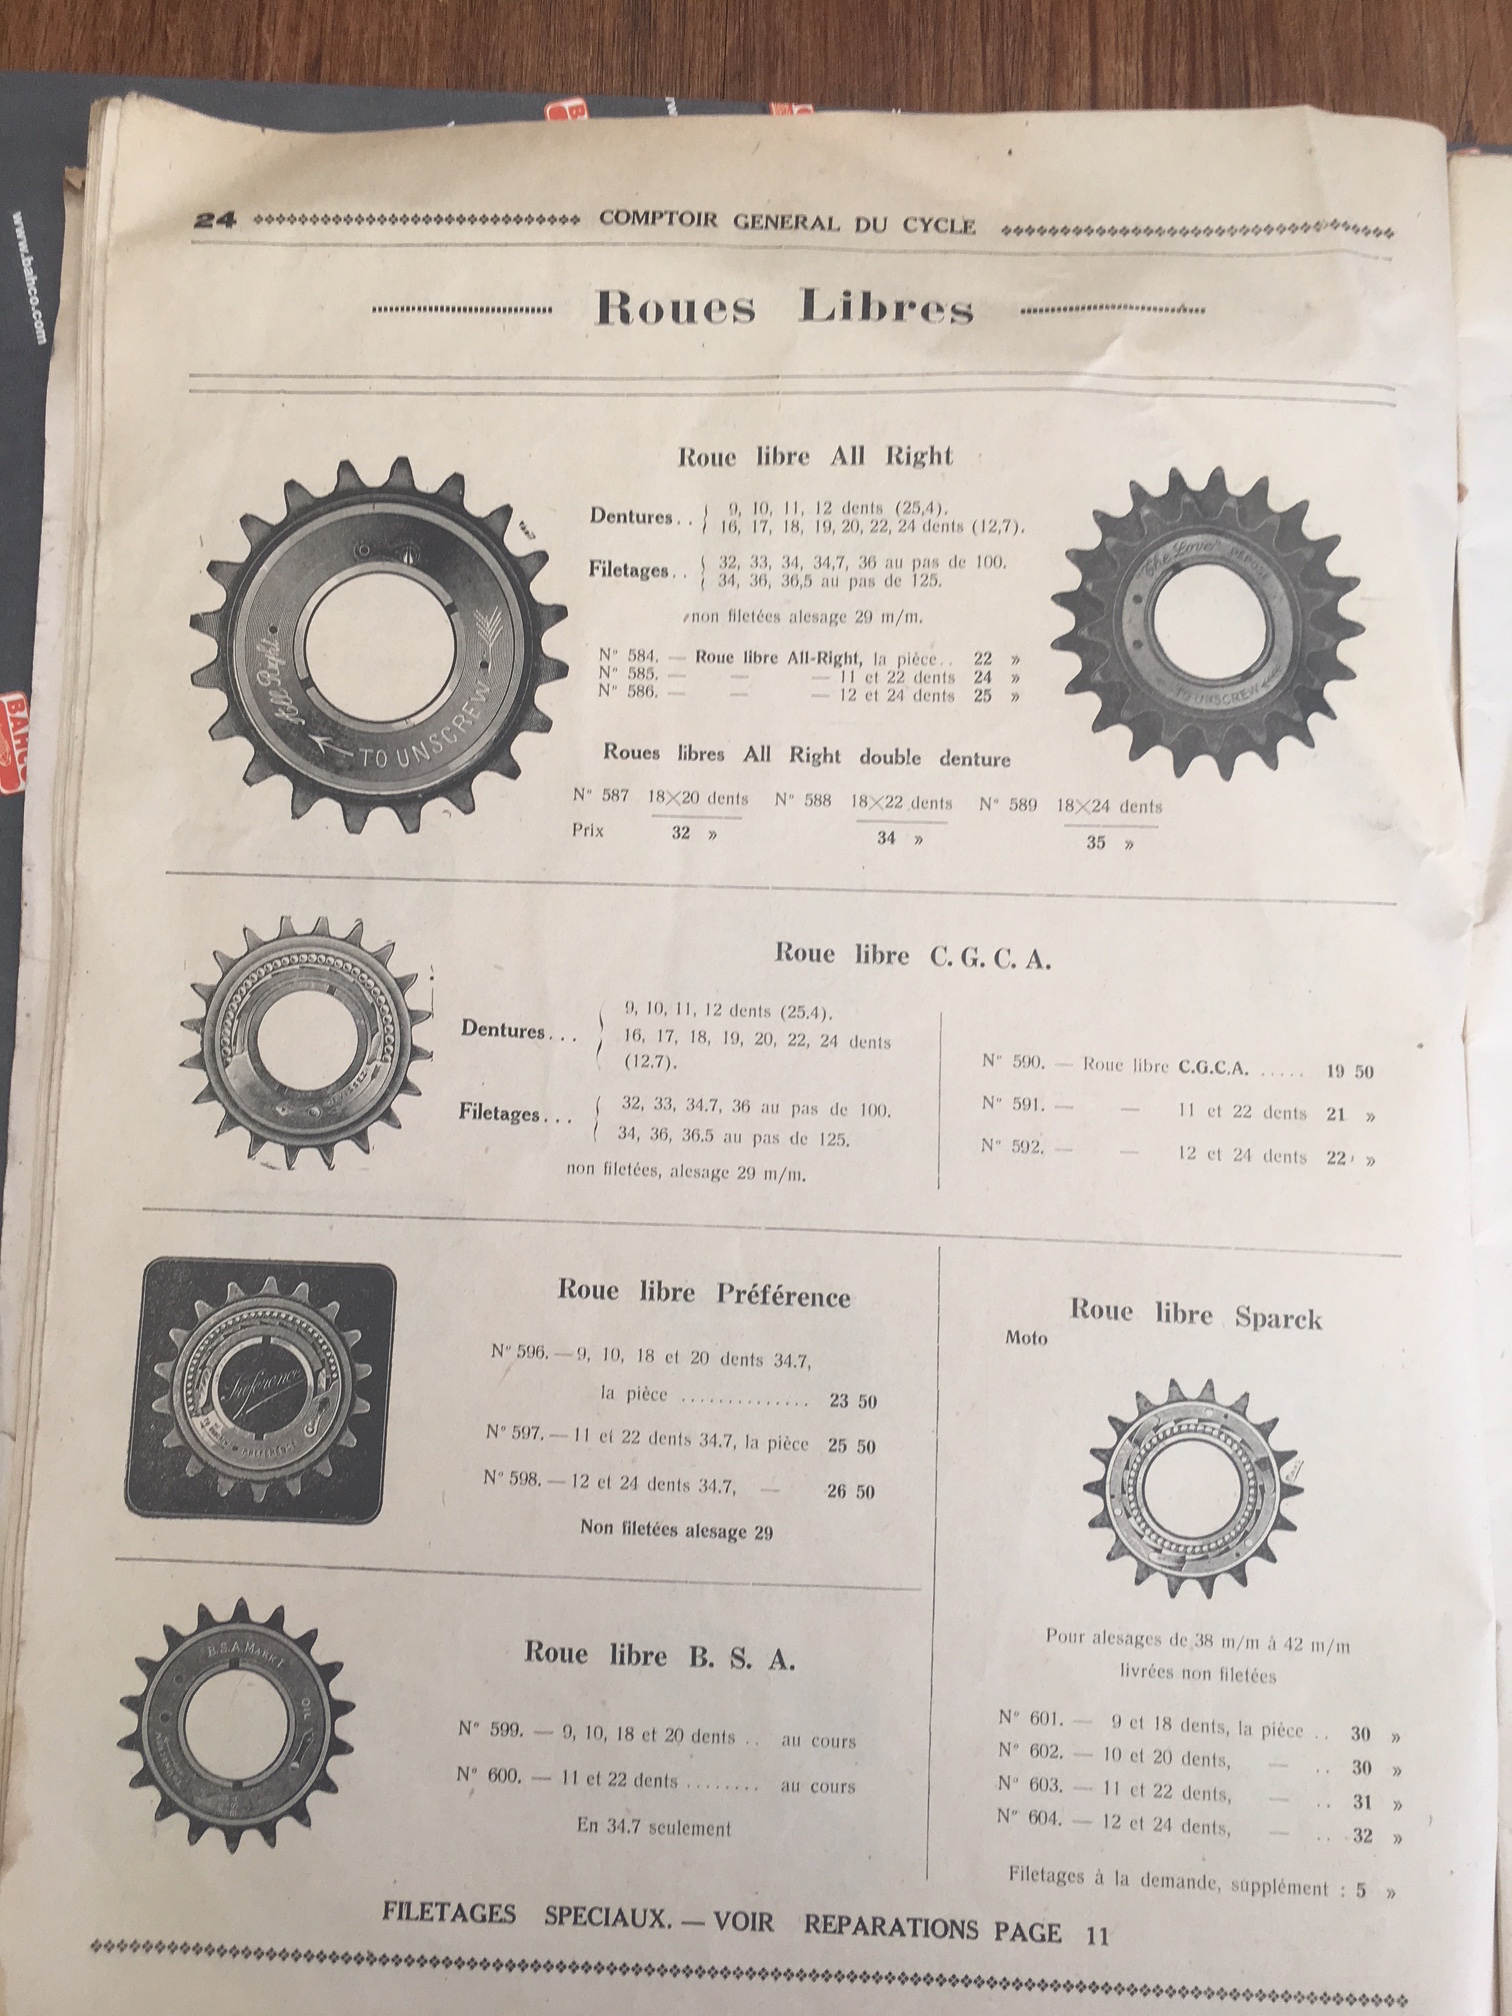 www.bahco.com
BAHCO
24 COMPTOIR GENERAL DU CYCLE
Roues Libres
Roue libre All Right
Dentures.. 9, 10, 11, 12 dents (25,4).
16, 17, 18, 19, 20, 22, 24 dents (12,7).
Filetages.. 32, 33, 34, 34,7, 36 au pas de 100.
34, 36, 36,5 au pas de 125.
non filetées alesage 29 m/m.
N° 584. — Roue libre All-Right, la pièce.. 22 »
N° 585. — — — 11 et 22 dents 24 »
N° 586. — — — 12 et 24 dents 25 »
All Right
TO UNSCREW
"The Love" DEPOSE
TO UNSCREW
Roues libres All Right double denture
N° 587 18×20 dents N° 588 18×22 dents N° 589 18×24 dents
Prix 32 » 34 » 35 »
Roue libre C. G. C. A.
Dentures... 9, 10, 11, 12 dents (25.4).
16, 17, 18, 19, 20, 22, 24 dents
(12.7).
Filetages... 32, 33, 34.7, 36 au pas de 100.
34, 36, 36.5 au pas de 125.
non filetées, alesage 29 m/m.
N° 590. — Roue libre C.G.C.A. ..... 19 50
N° 591. — — 11 et 22 dents 21 »
N° 592. — — 12 et 24 dents 22 »
Roue libre Préférence
N° 596. — 9, 10, 18 et 20 dents 34.7,
la pièce .............. 23 50
N° 597. — 11 et 22 dents 34.7, la pièce 25 50
N° 598. — 12 et 24 dents 34.7, — 26 50
Non filetées alesage 29
Préférence
PREFERENCE
Roue libre B. S. A.
N° 599. — 9, 10, 18 et 20 dents .. au cours
N° 600. — 11 et 22 dents ........ au cours
En 34.7 seulement
B.S.A. MARKT
OIL
Roue libre Sparck
Moto
Pour alesages de 38 m/m à 42 m/m
livrées non filetées
N° 601. — 9 et 18 dents, la pièce .. 30 »
N° 602. — 10 et 20 dents, — .. 30 »
N° 603. — 11 et 22 dents, — .. 31 »
N° 604. — 12 et 24 dents, — .. 32 »
Filetages à la demande, supplément : 5 »
FILETAGES SPECIAUX. — VOIR REPARATIONS PAGE 11